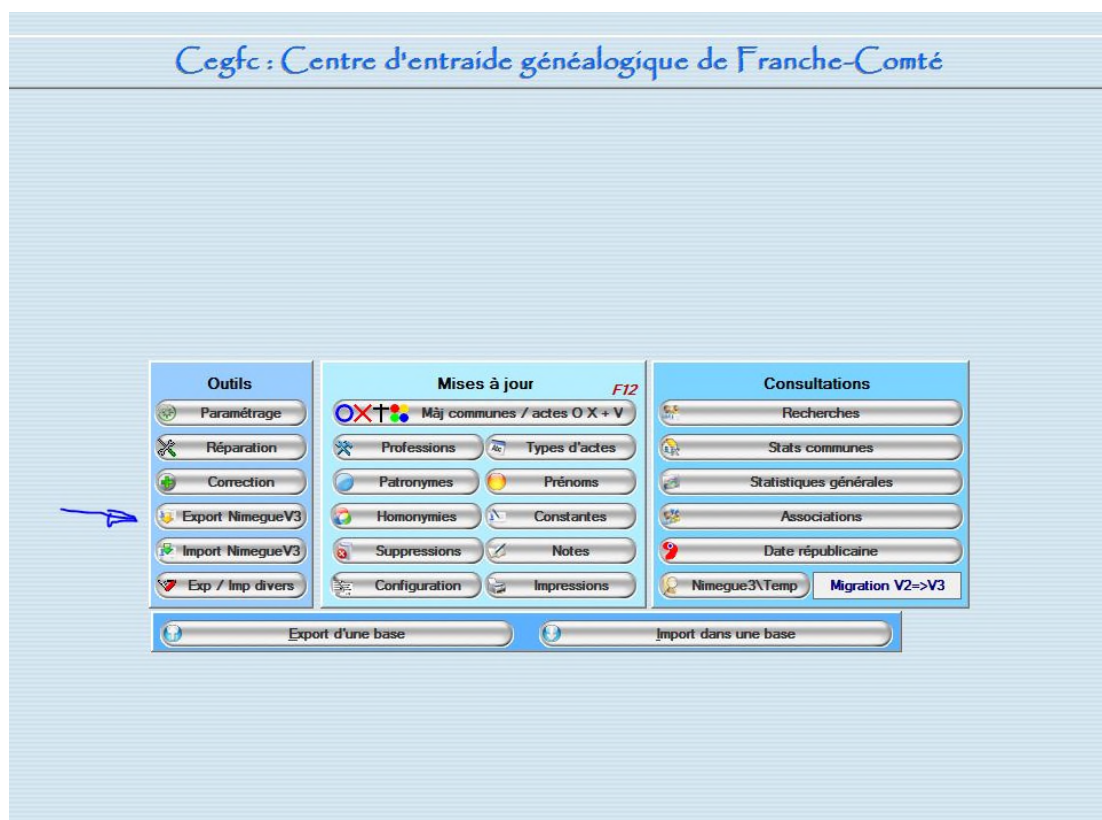 Cegfc : Centre d'entraide généalogique de Franche-Comté
Outils
Paramétrage
Réparation
Correction
Export NimegueV3
Import NimegueV3
Exp / Imp divers
Mises à jour F12
Màj communes / actes O X + V
Professions Types d'actes
Patronymes Prénoms
Homonymies Constantes
Suppressions Notes
Configuration Impressions
Consultations
Recherches
Stats communes
Statistiques générales
Associations
Date républicaine
Nimegue3\Temp Migration V2=>V3
Export d'une base Import dans une base